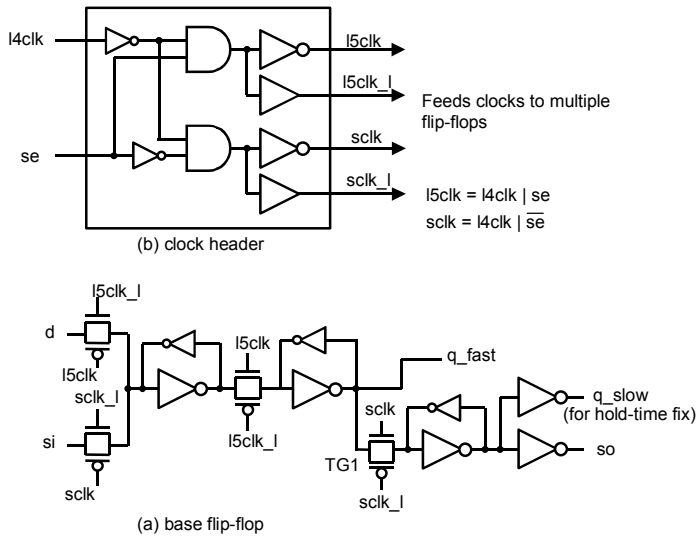 l4clk
l5clk
l5clk_l
Feeds clocks to multiple
flip-flops
sclk
se
sclk_l
l5clk = l4clk | se
sclk = l4clk | s̅e̅
(b) clock header
l5clk_l
d
l5clk
l5clk
q_fast
sclk_l
sclk
q_slow
(for hold-time fix)
si
l5clk_l
so
TG1
sclk
sclk_l
(a) base flip-flop